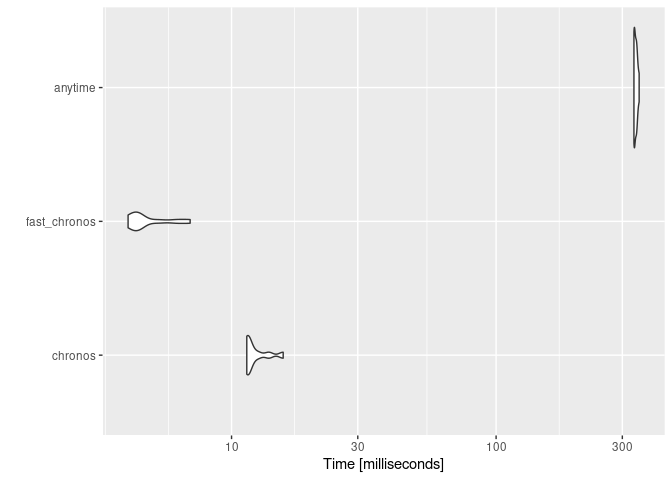 anytime
fast_chronos
chronos
10 30 100 300
Time [milliseconds]